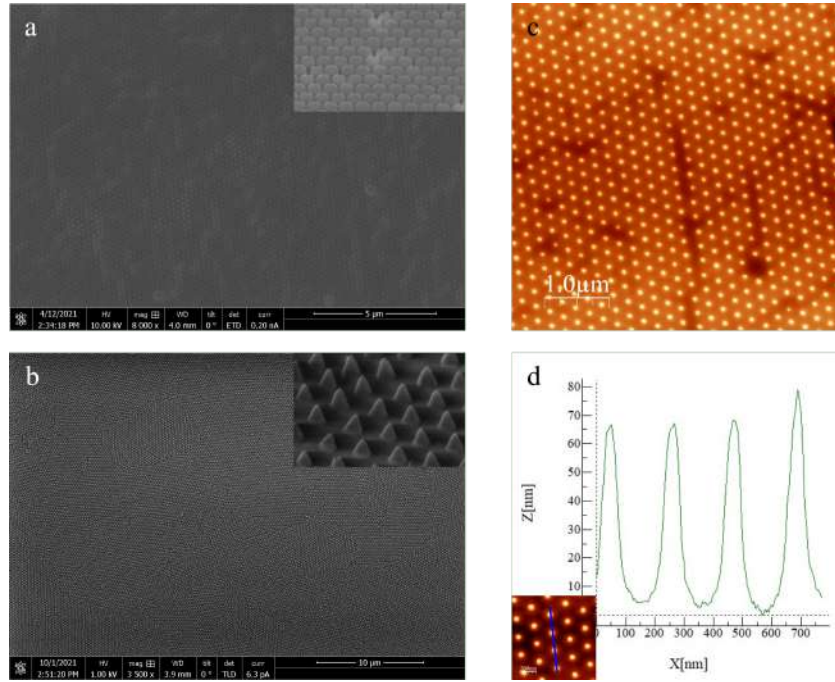 a
4/12/2021 HV mag WD tilt det curr
2:34:18 PM 10.00 kV 8 000 x 4.0 mm 0° ETD 0.20 nA
5 µm
b
10/1/2021 HV mag WD tilt det curr
2:51:20 PM 1.00 kV 3 500 x 3.9 mm 0° TLD 6.3 pA
10 µm
c
1.0µm
d
80
70
60
50
40
30
20
10
Z[nm]
0 100 200 300 400 500 600 700
X[nm]